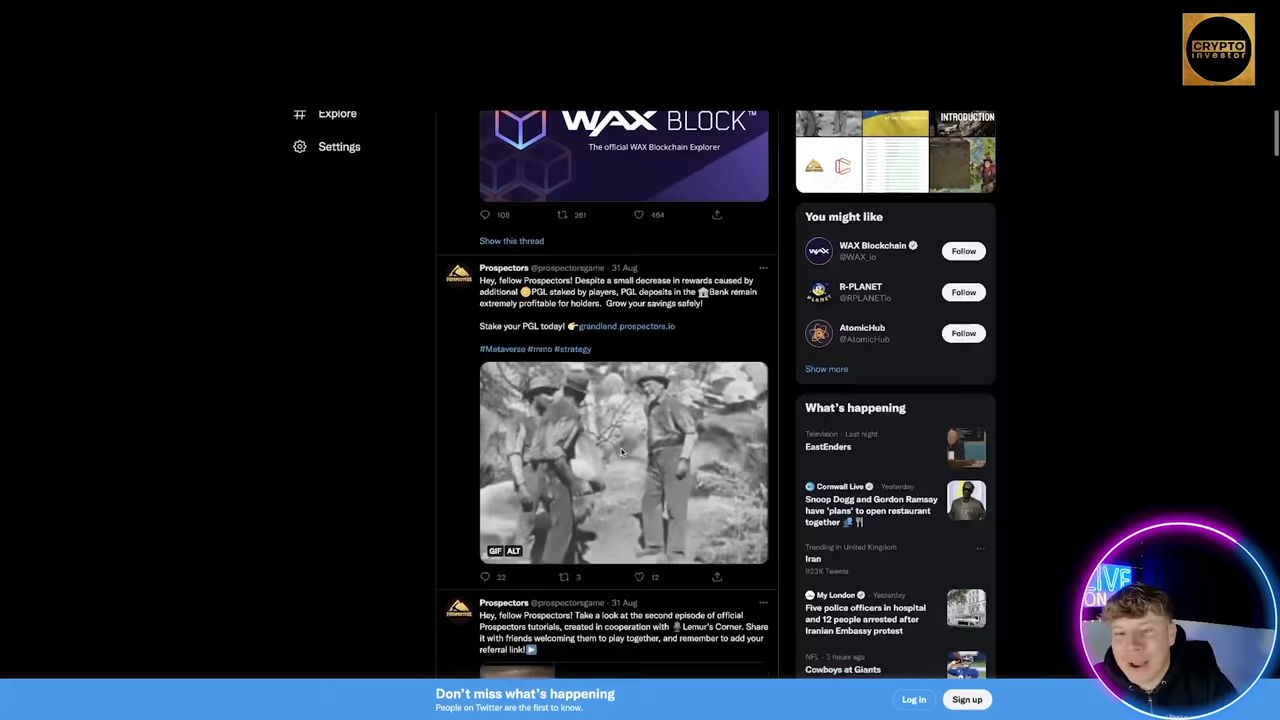 CRYPTO
investor
Explore
Settings
WAX BLOCK™
The official WAX Blockchain Explorer
106 261 464
Show this thread
Prospectors @prospectorsgame · 31 Aug
Hey, fellow Prospectors! Despite a small decrease in rewards caused by
additional PGL staked by players, PGL deposits in the Bank remain
extremely profitable for holders. Grow your savings safely!
Stake your PGL today! grandland.prospectors.io
#Metaverse #mmo #strategy
GIF ALT
22 3 12
Prospectors @prospectorsgame · 31 Aug
Hey, fellow Prospectors! Take a look at the second episode of official
Prospectors tutorials, created in cooperation with Lemur's Corner. Share
it with friends welcoming them to play together, and remember to add your
referral link!
INTRODUCTION
You might like
WAX Blockchain
@WAX_io
Follow
R-PLANET
@RPLANETio
Follow
AtomicHub
@AtomicHub
Follow
Show more
What's happening
Television · Last night
EastEnders
Cornwall Live · Yesterday
Snoop Dogg and Gordon Ramsay
have 'plans' to open restaurant
together
Trending in United Kingdom
Iran
923K Tweets
My London · Yesterday
Five police officers in hospital
and 12 people arrested after
Iranian Embassy protest
NFL · 3 hours ago
Cowboys at Giants
LIVE
ON
Don't miss what's happening
People on Twitter are the first to know.
Log in
Sign up